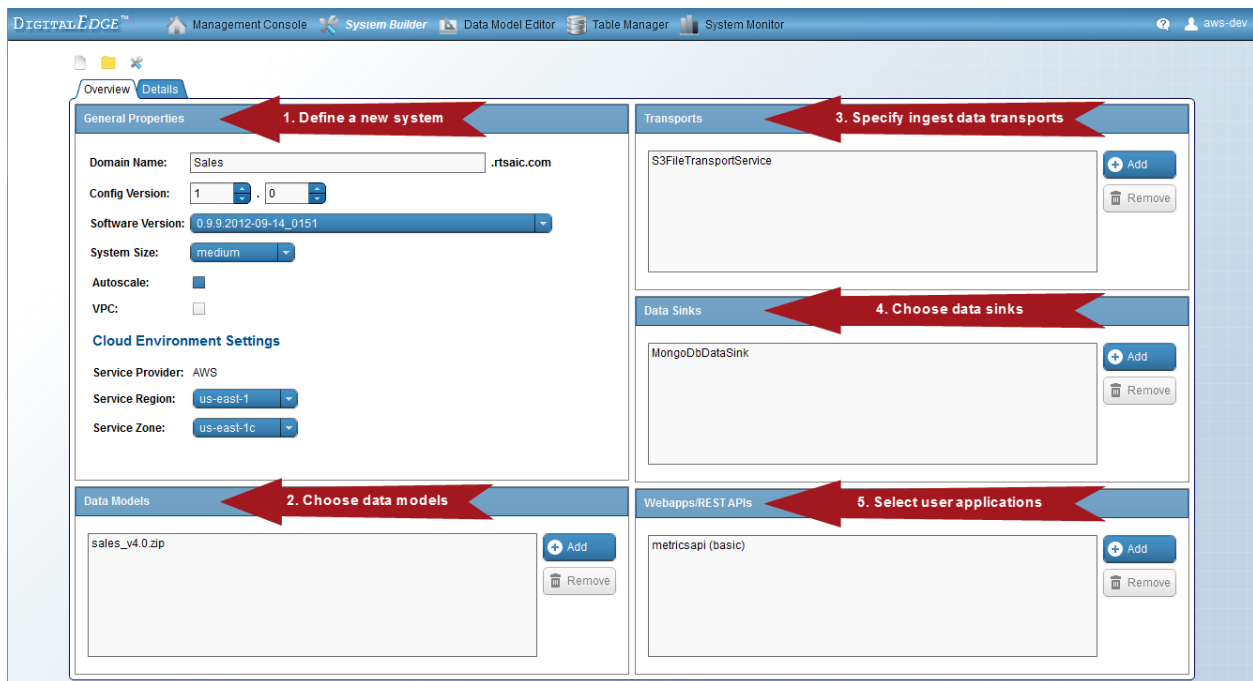 DIGITALEDGE™ Management Console System Builder Data Model Editor Table Manager System Monitor aws-dev
Overview Details
General Properties 1. Define a new system
Domain Name: Sales .rtsaic.com
Config Version: 1 . 0
Software Version: 0.9.9.2012-09-14_0151
System Size: medium
Autoscale:
VPC:
Cloud Environment Settings
Service Provider: AWS
Service Region: us-east-1
Service Zone: us-east-1c
Data Models 2. Choose data models
sales_v4.0.zip
Add
Remove
Transports 3. Specify ingest data transports
S3FileTransportService
Add
Remove
Data Sinks 4. Choose data sinks
MongoDbDataSink
Add
Remove
Webapps/REST APIs 5. Select user applications
metricsapi (basic)
Add
Remove